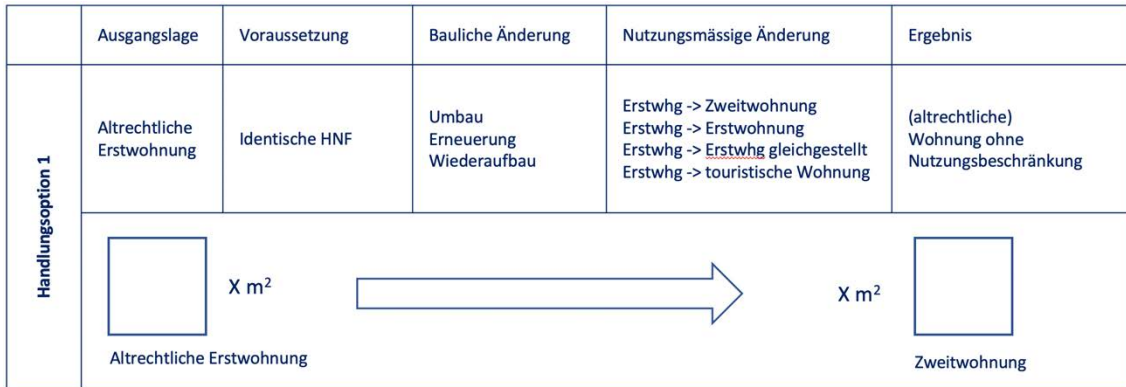 Ausgangslage
Voraussetzung
Bauliche Änderung
Nutzungsmässige Änderung
Ergebnis
Handlungsoption 1
Altrechtliche
Erstwohnung
Identische HNF
Umbau
Erneuerung
Wiederaufbau
Erstwhg -> Zweitwohnung
Erstwhg -> Erstwohnung
Erstwhg -> Erstwhg gleichgestellt
Erstwhg -> touristische Wohnung
(altrechtliche)
Wohnung ohne
Nutzungsbeschränkung
X m²
X m²
Altrechtliche Erstwohnung
Zweitwohnung